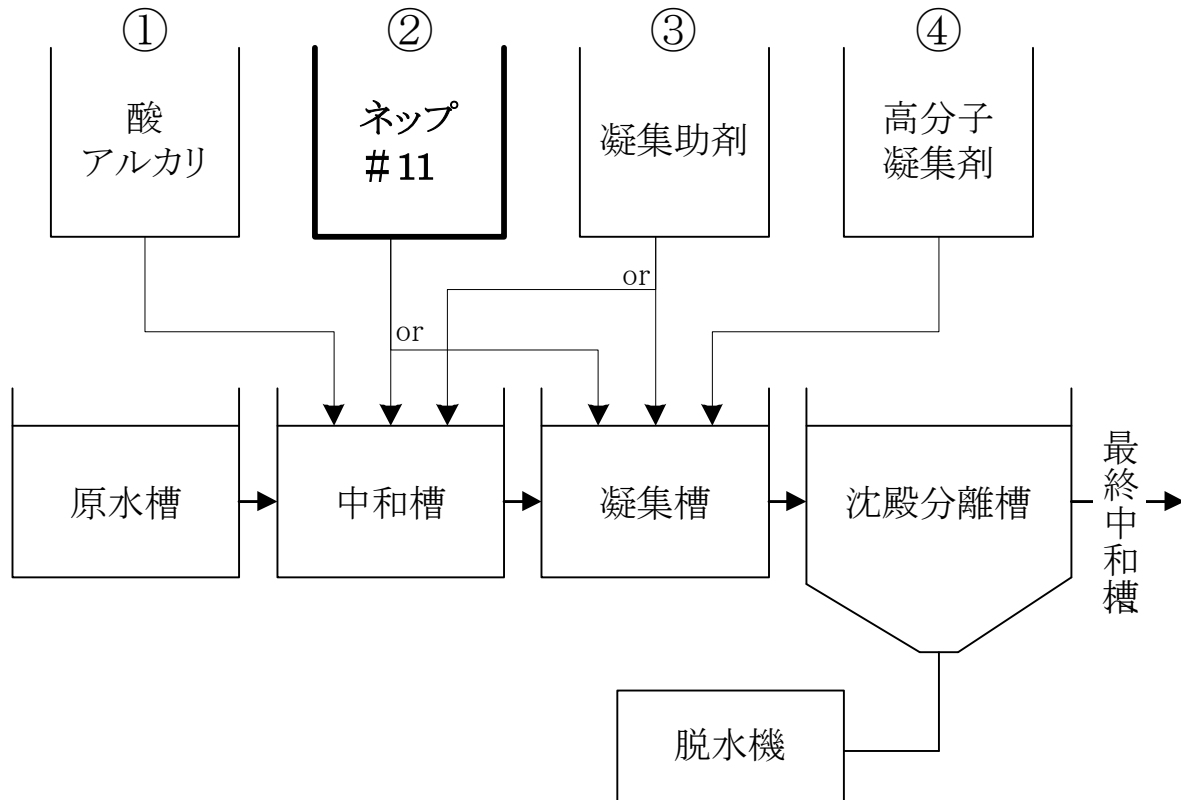 ①
②
③
④
酸
アルカリ
ネップ
#11
凝集助剤
高分子
凝集剤
or
or
原水槽
中和槽
凝集槽
沈殿分離槽
最終中和槽
脱水機